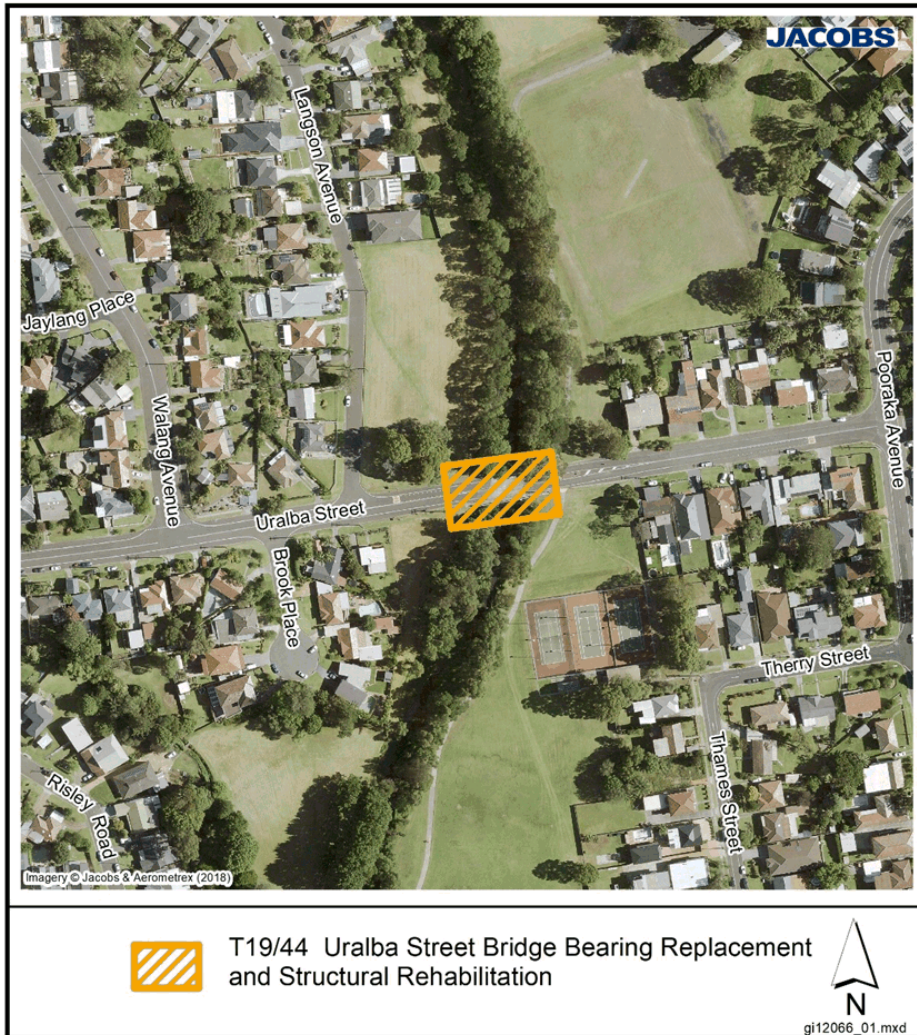 JACOBS
Langson Avenue
Jaylang Place
Walang Avenue
Pooraka Avenue
Uralba Street
Brook Place
Therry Street
Thames Street
Risley Road
Imagery © Jacobs & Aerometrex (2018)
T19/44 Uralba Street Bridge Bearing Replacement
and Structural Rehabilitation
N
gi12066_01.mxd